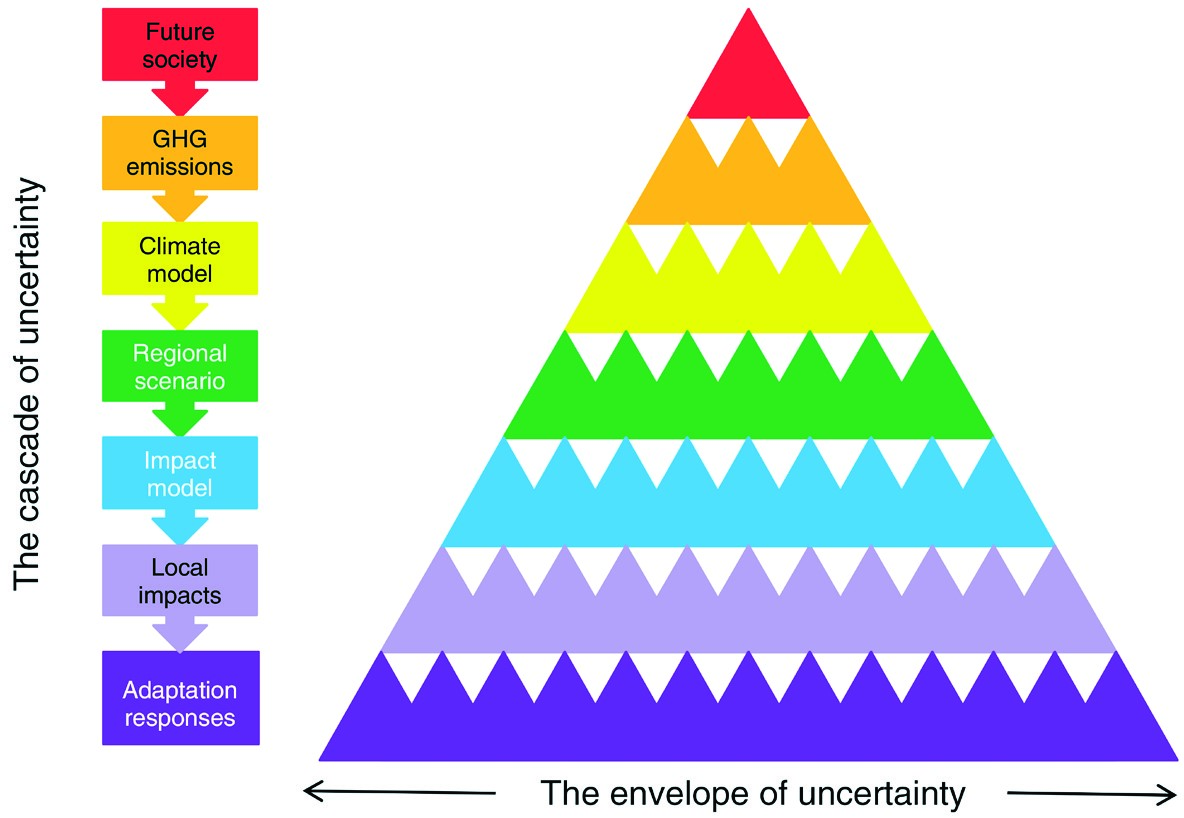 The cascade of uncertainty
Future
society
GHG
emissions
Climate
model
Regional
scenario
Impact
model
Local
impacts
Adaptation
responses
The envelope of uncertainty